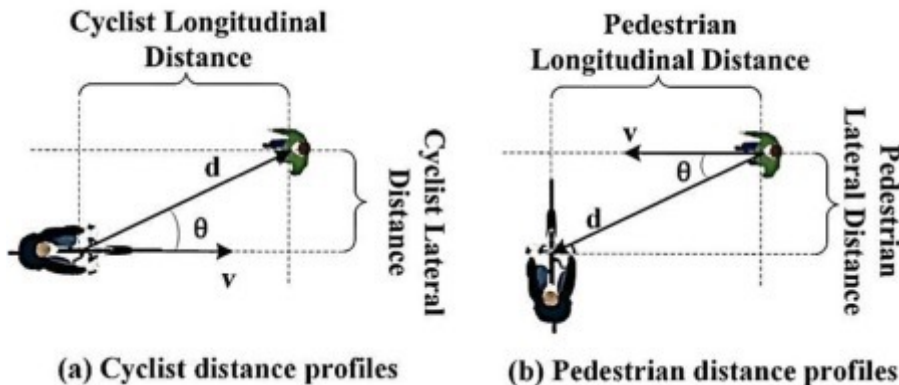 Cyclist Longitudinal
Distance
d
θ
v
Cyclist Lateral
Distance
(a) Cyclist distance profiles
Pedestrian
Longitudinal Distance
v
θ
d
Pedestrian
Lateral Distance
(b) Pedestrian distance profiles